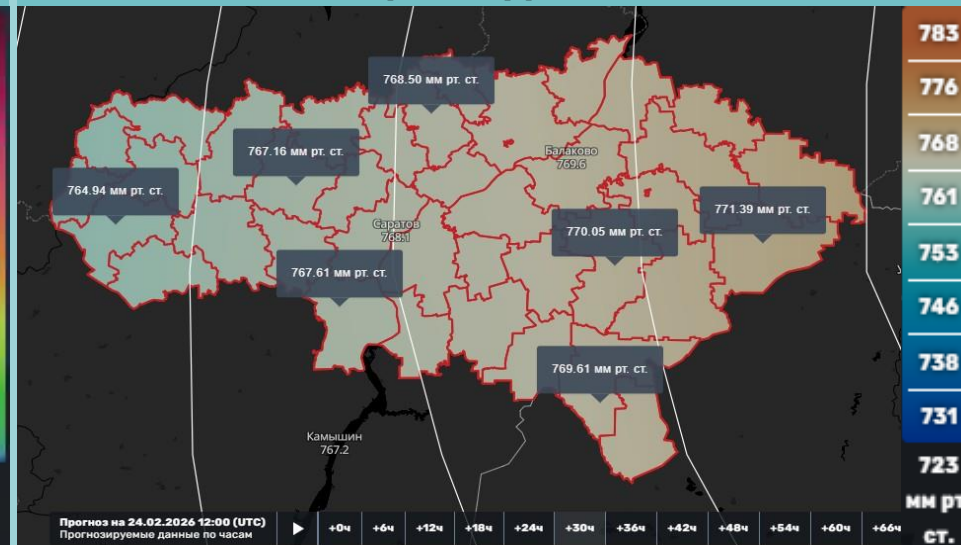 783
768.50 мм рт. ст.
776
767.16 мм рт. ст.
Балаково
769.6
768
764.94 мм рт. ст.
761
771.39 мм рт. ст.
Саратов
768.1
770.05 мм рт. ст.
753
767.61 мм рт. ст.
746
738
769.61 мм рт. ст.
731
Камышин
767.2
723
мм рт
ст.
Прогноз на 24.02.2026 12:00 (UTC)
Прогнозируемые данные по часам
+0ч +6ч +12ч +18ч +24ч +30ч +36ч +42ч +48ч +54ч +60ч +66ч